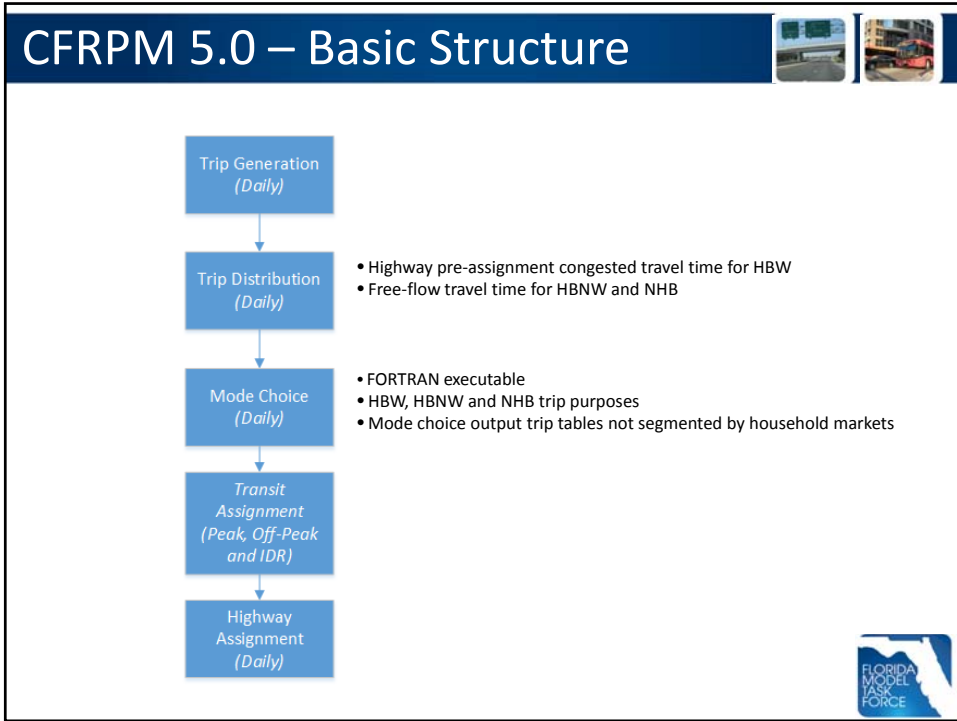 CFRPM 5.0 – Basic Structure
Trip Generation
(Daily)
Trip Distribution
(Daily)
• Highway pre-assignment congested travel time for HBW
• Free-flow travel time for HBNW and NHB
Mode Choice
(Daily)
• FORTRAN executable
• HBW, HBNW and NHB trip purposes
• Mode choice output trip tables not segmented by household markets
Transit
Assignment
(Peak, Off-Peak
and IDR)
Highway
Assignment
(Daily)
FLORIDA
MODEL
TASK
FORCE